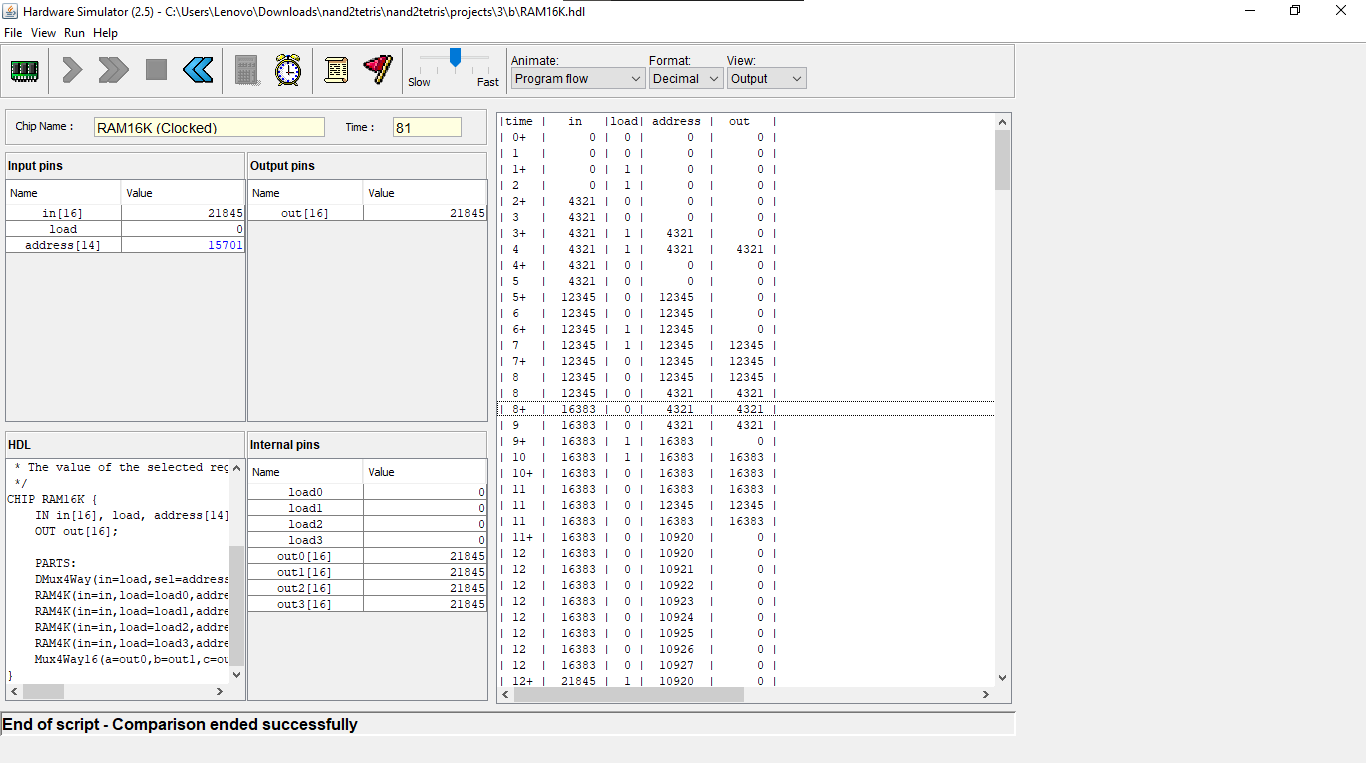 Hardware Simulator (2.5) - C:\Users\Lenovo\Downloads\nand2tetris\nand2tetris\projects\3\b\RAM16K.hdl
File View Run Help
Animate: Format: View:
Slow Fast Program flow Decimal Output
Chip Name : RAM16K (Clocked) Time : 81
Input pins
Name Value
in[16] 21845
load 0
address[14] 15701
Output pins
Name Value
out[16] 21845
HDL
* The value of the selected reg
*/
CHIP RAM16K {
IN in[16], load, address[14]
OUT out[16];
PARTS:
DMux4Way(in=load,sel=address
RAM4K(in=in,load=load0,addre
RAM4K(in=in,load=load1,addre
RAM4K(in=in,load=load2,addre
RAM4K(in=in,load=load3,addre
Mux4Way16(a=out0,b=out1,c=ou
}
Internal pins
Name Value
load0 0
load1 0
load2 0
load3 0
out0[16] 21845
out1[16] 21845
out2[16] 21845
out3[16] 21845
|time | in |load| address | out |
| 0+ | 0 | 0 | 0 | 0 |
| 1 | 0 | 0 | 0 | 0 |
| 1+ | 0 | 1 | 0 | 0 |
| 2 | 0 | 1 | 0 | 0 |
| 2+ | 4321 | 0 | 0 | 0 |
| 3 | 4321 | 0 | 0 | 0 |
| 3+ | 4321 | 1 | 4321 | 0 |
| 4 | 4321 | 1 | 4321 | 4321 |
| 4+ | 4321 | 0 | 0 | 0 |
| 5 | 4321 | 0 | 0 | 0 |
| 5+ | 12345 | 0 | 12345 | 0 |
| 6 | 12345 | 0 | 12345 | 0 |
| 6+ | 12345 | 1 | 12345 | 0 |
| 7 | 12345 | 1 | 12345 | 12345 |
| 7+ | 12345 | 0 | 12345 | 12345 |
| 8 | 12345 | 0 | 12345 | 12345 |
| 8 | 12345 | 0 | 4321 | 4321 |
| 8+ | 16383 | 0 | 4321 | 4321 |
| 9 | 16383 | 0 | 4321 | 4321 |
| 9+ | 16383 | 1 | 16383 | 0 |
| 10 | 16383 | 1 | 16383 | 16383 |
| 10+ | 16383 | 0 | 16383 | 16383 |
| 11 | 16383 | 0 | 16383 | 16383 |
| 11 | 16383 | 0 | 12345 | 12345 |
| 11 | 16383 | 0 | 16383 | 16383 |
| 11+ | 16383 | 0 | 10920 | 0 |
| 12 | 16383 | 0 | 10920 | 0 |
| 12 | 16383 | 0 | 10921 | 0 |
| 12 | 16383 | 0 | 10922 | 0 |
| 12 | 16383 | 0 | 10923 | 0 |
| 12 | 16383 | 0 | 10924 | 0 |
| 12 | 16383 | 0 | 10925 | 0 |
| 12 | 16383 | 0 | 10926 | 0 |
| 12 | 16383 | 0 | 10927 | 0 |
| 12+ | 21845 | 1 | 10920 | 0 |
End of script - Comparison ended successfully